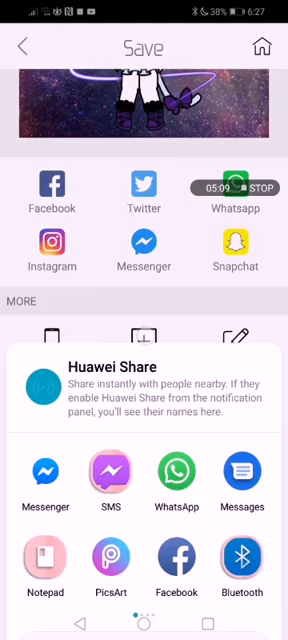 38% 6:27
Save
Facebook Twitter Whatsapp
05:09 STOP
Instagram Messenger Snapchat
MORE
Huawei Share
Share instantly with people nearby. If they
enable Huawei Share from the notification
panel, you'll see their names here.
Messenger SMS WhatsApp Messages
Notepad PicsArt Facebook Bluetooth